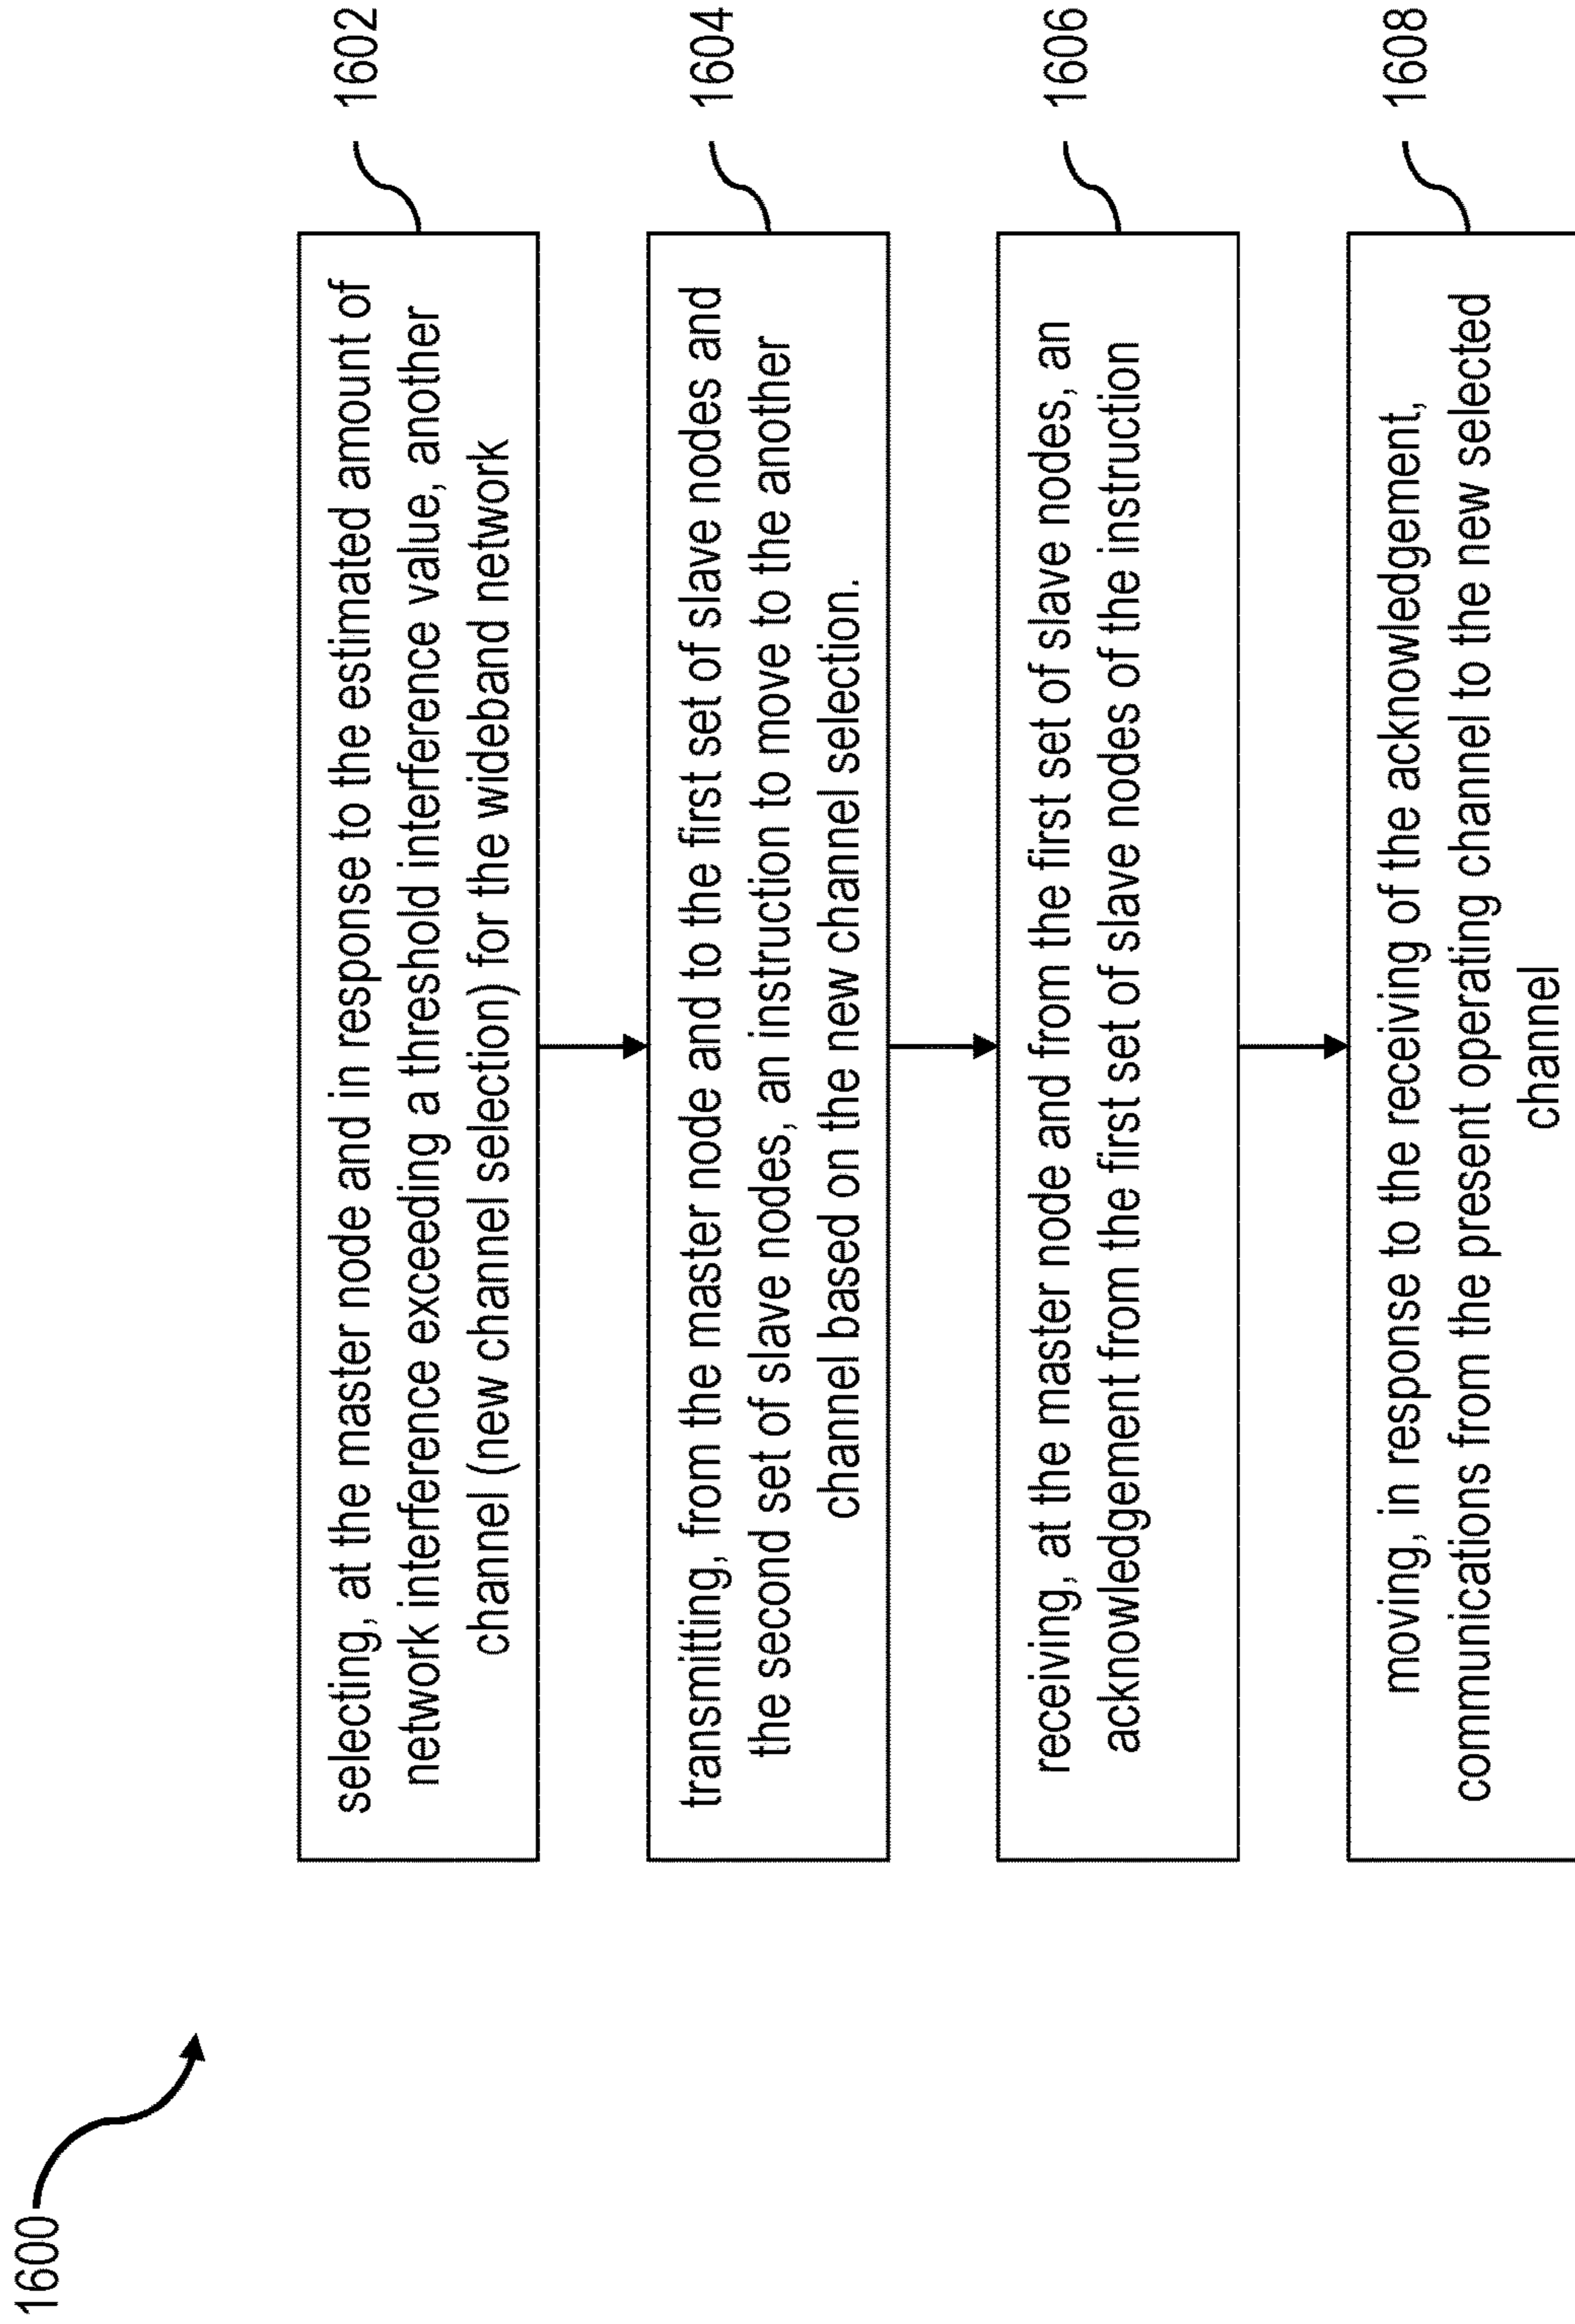 1600
selecting, at the master node and in response to the estimated amount of
network interference exceeding a threshold interference value, another
channel (new channel selection) for the wideband network
1602
transmitting, from the master node and to the first set of slave nodes and
the second set of slave nodes, an instruction to move to the another
channel based on the new channel selection.
1604
receiving, at the master node and from the first set of slave nodes, an
acknowledgement from the first set of slave nodes of the instruction
1606
moving, in response to the receiving of the acknowledgement,
communications from the present operating channel to the new selected
channel
1608